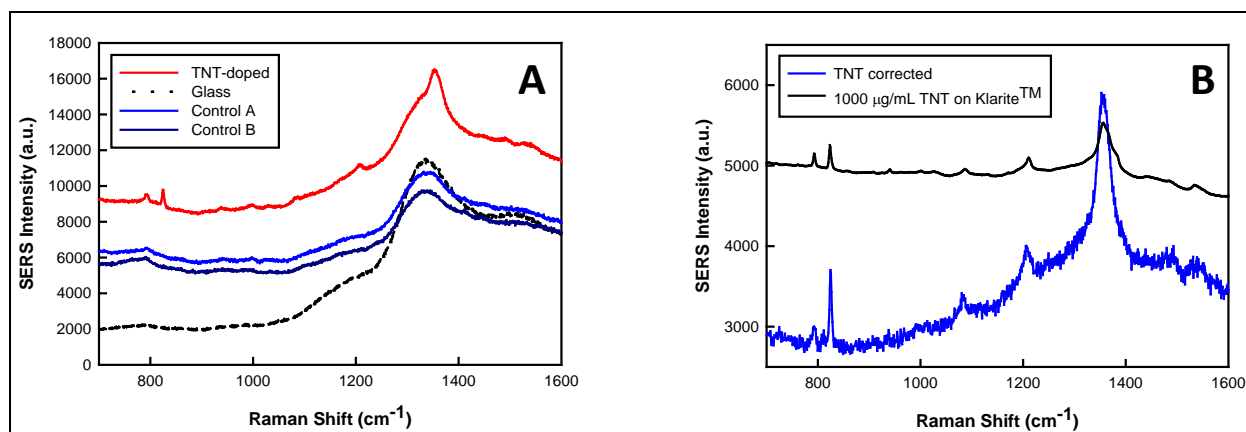 A
18000
16000
14000
12000
10000
8000
6000
4000
2000
0
SERS Intensity (a.u.)
TNT-doped
Glass
Control A
Control B
800
1000
1200
1400
1600
Raman Shift (cm⁻¹)
B
6000
5000
4000
3000
SERS Intensity (a.u.)
TNT corrected
1000 μg/mL TNT on Klarite™
800
1000
1200
1400
1600
Raman Shift (cm⁻¹)